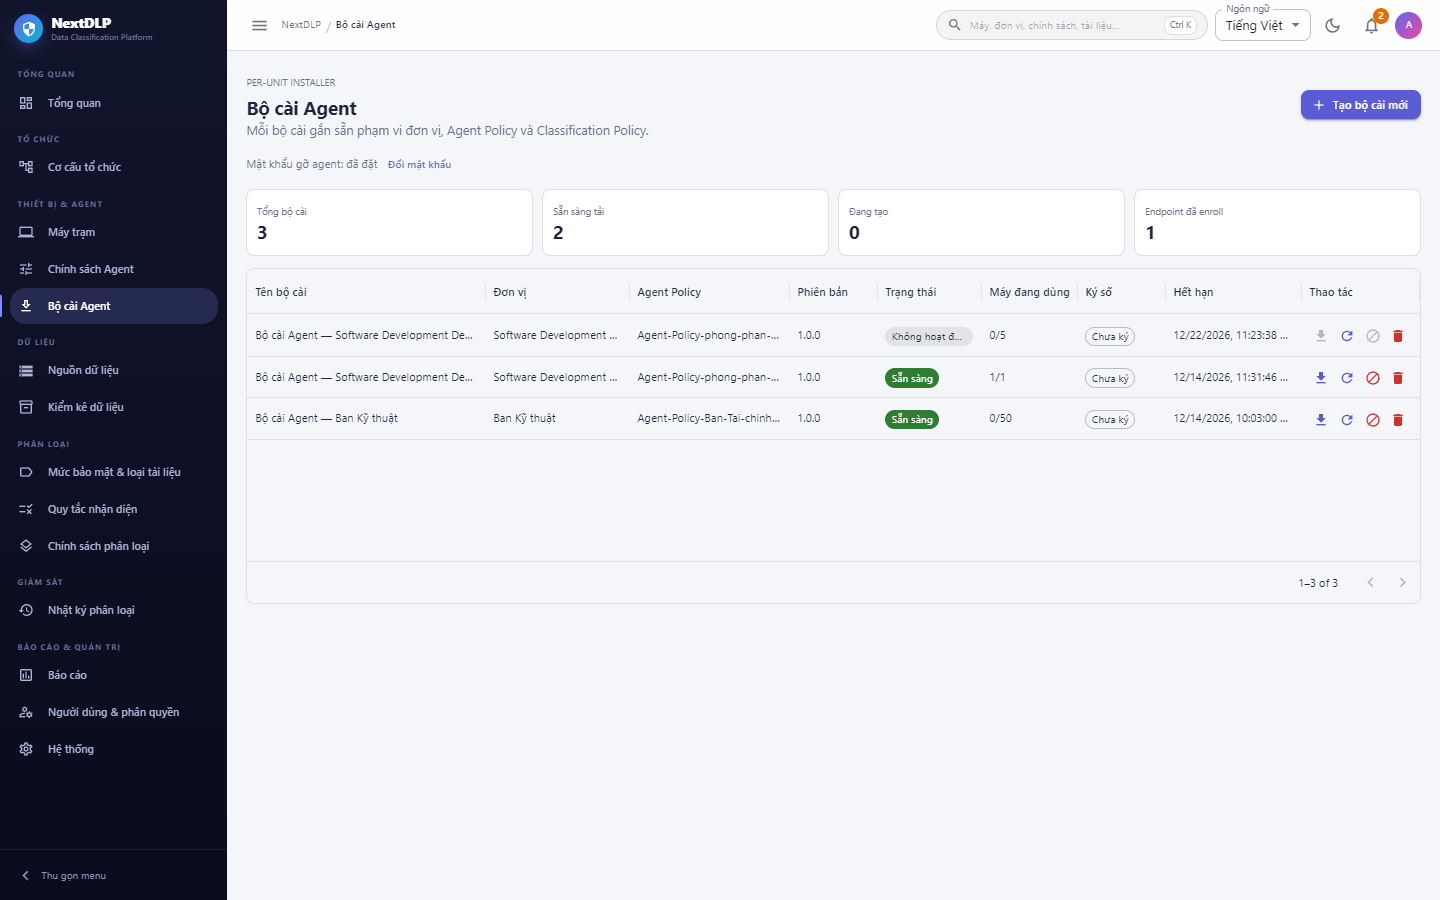 NextDLP
Data Classification Platform
TỔNG QUAN
Tổng quan
TỔ CHỨC
Cơ cấu tổ chức
THIẾT BỊ & AGENT
Máy trạm
Chính sách Agent
Bộ cài Agent
DỮ LIỆU
Nguồn dữ liệu
Kiểm kê dữ liệu
PHÂN LOẠI
Mức bảo mật & loại tài liệu
Quy tắc nhận diện
Chính sách phân loại
GIÁM SÁT
Nhật ký phân loại
BÁO CÁO & QUẢN TRỊ
Báo cáo
Người dùng & phân quyền
Hệ thống
Thu gọn menu
NextDLP / Bộ cài Agent
Máy, đơn vị, chính sách, tài liệu... Ctrl K
Ngôn ngữ
Tiếng Việt
2
A
PER-UNIT INSTALLER
Bộ cài Agent
Mỗi bộ cài gắn sẵn phạm vi đơn vị, Agent Policy và Classification Policy.
Tạo bộ cài mới
Mật khẩu gỡ agent: đã đặt Đổi mật khẩu
Tổng bộ cài
3
Sẵn sàng tải
2
Đang tạo
0
Endpoint đã enroll
1
Tên bộ cài Đơn vị Agent Policy Phiên bản Trạng thái Máy đang dùng Ký số Hết hạn Thao tác
Bộ cài Agent — Software Development De... Software Development ... Agent-Policy-phong-phan-... 1.0.0 Không hoạt đ... 0/5 Chưa ký 12/22/2026, 11:23:38 ...
Bộ cài Agent — Software Development De... Software Development ... Agent-Policy-phong-phan-... 1.0.0 Sẵn sàng 1/1 Chưa ký 12/14/2026, 11:31:46 ...
Bộ cài Agent — Ban Kỹ thuật Ban Kỹ thuật Agent-Policy-Ban-Tai-chinh... 1.0.0 Sẵn sàng 0/50 Chưa ký 12/14/2026, 10:03:00 ...
1–3 of 3